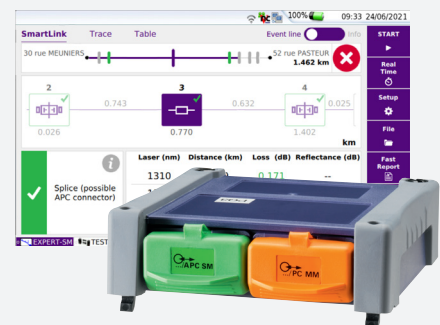 100% 09:33 24/06/2021
SmartLink Trace Table Event line Info START
30 rue MEUNIERS 52 rue PASTEUR
1.462 km
Real
Time
2 3 4
0.743 0.632 0.025
Setup
0.026 0.770 1.402
km
File
Laser (nm) Distance (km) Loss (dB) Reflectance (dB)
Fast
Report
1310 0.171 --
Splice (possible
APC connector)
EXPERT-SM TEST
APC SM
PC MM